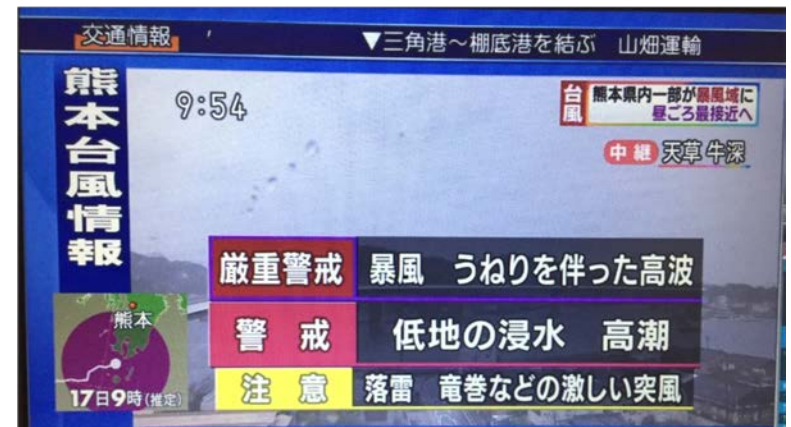 交通情報 ▼三角港～棚底港を結ぶ 山畑運輸
熊本台風情報
9:54
台風
熊本県内一部が暴風域に
昼ごろ最接近へ
中継 天草 牛深
厳重警戒 暴風 うねりを伴った高波
警戒 低地の浸水 高潮
注意 落雷 竜巻などの激しい突風
熊本
17日9時(推定)